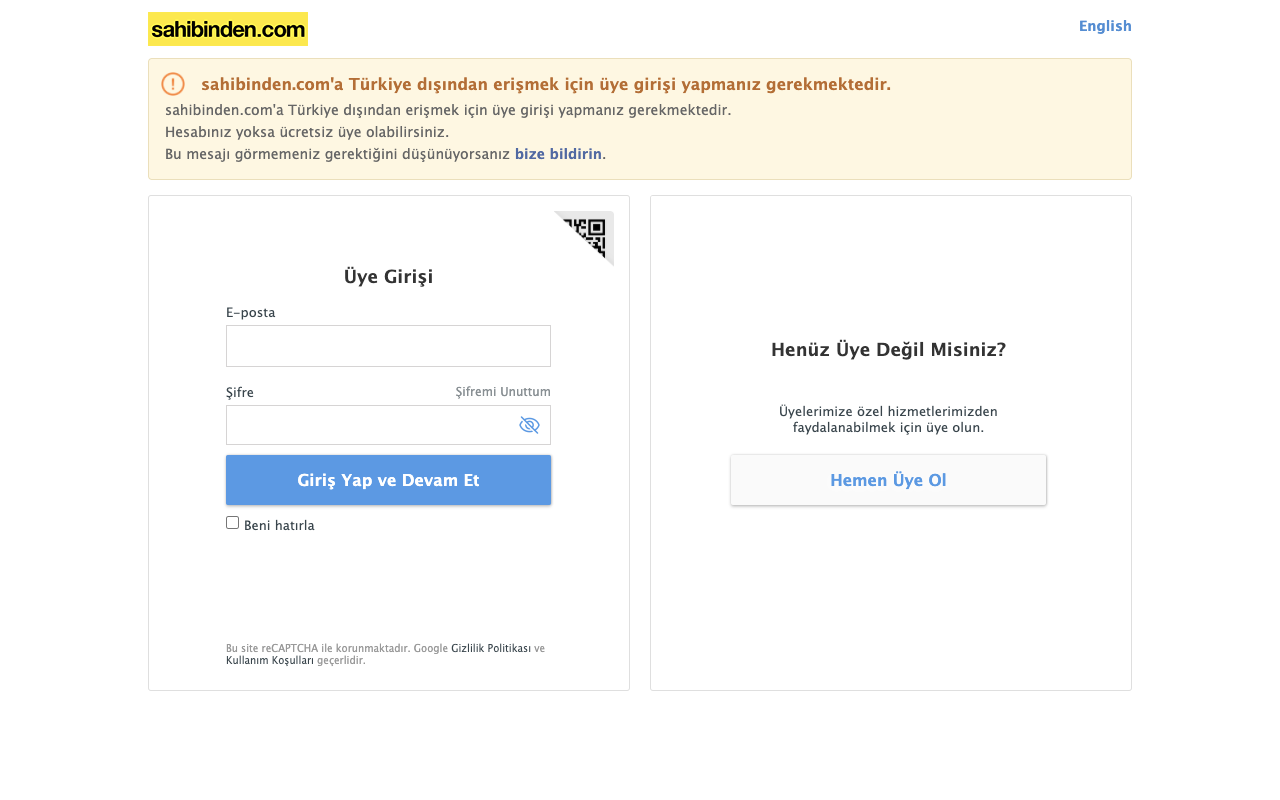 sahibinden.com
English
sahibinden.com'a Türkiye dışından erişmek için üye girişi yapmanız gerekmektedir.
sahibinden.com'a Türkiye dışından erişmek için üye girişi yapmanız gerekmektedir.
Hesabınız yoksa ücretsiz üye olabilirsiniz.
Bu mesajı görmemeniz gerektiğini düşünüyorsanız bize bildirin.
Üye Girişi
E-posta
Şifre
Şifremi Unuttum
Giriş Yap ve Devam Et
Beni hatırla
Bu site reCAPTCHA ile korunmaktadır. Google Gizlilik Politikası ve
Kullanım Koşulları geçerlidir.
Henüz Üye Değil Misiniz?
Üyelerimize özel hizmetlerimizden
faydalanabilmek için üye olun.
Hemen Üye Ol